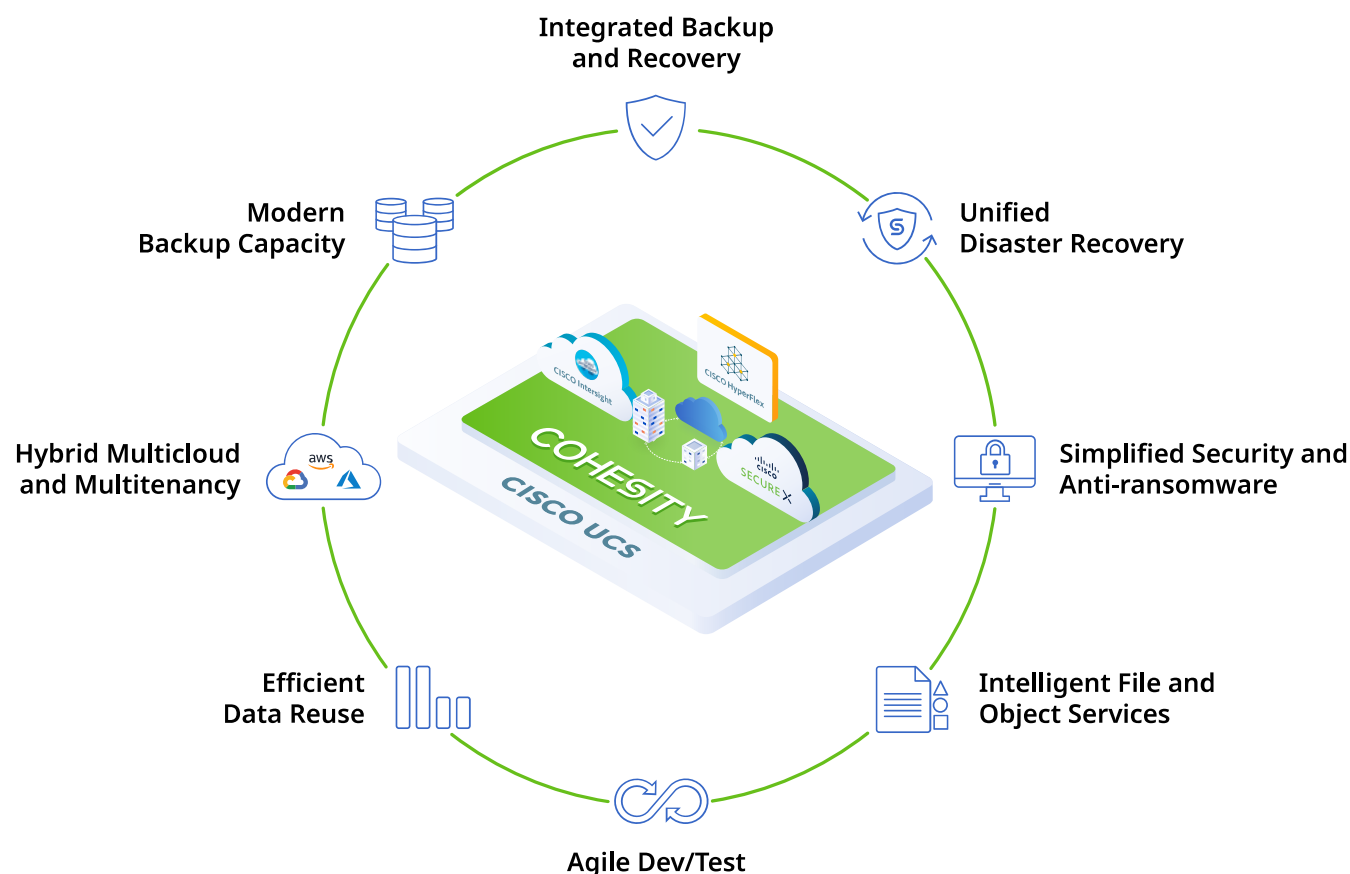 Integrated Backup
and Recovery
Modern
Backup Capacity
Unified
Disaster Recovery
CISCO Intersight
CISCO HyperFlex
Hybrid Multicloud
and Multitenancy
aws
COHESITY
CISCO UCS
CISCO
SECURE X
Simplified Security and
Anti-ransomware
Efficient
Data Reuse
Intelligent File and
Object Services
Agile Dev/Test